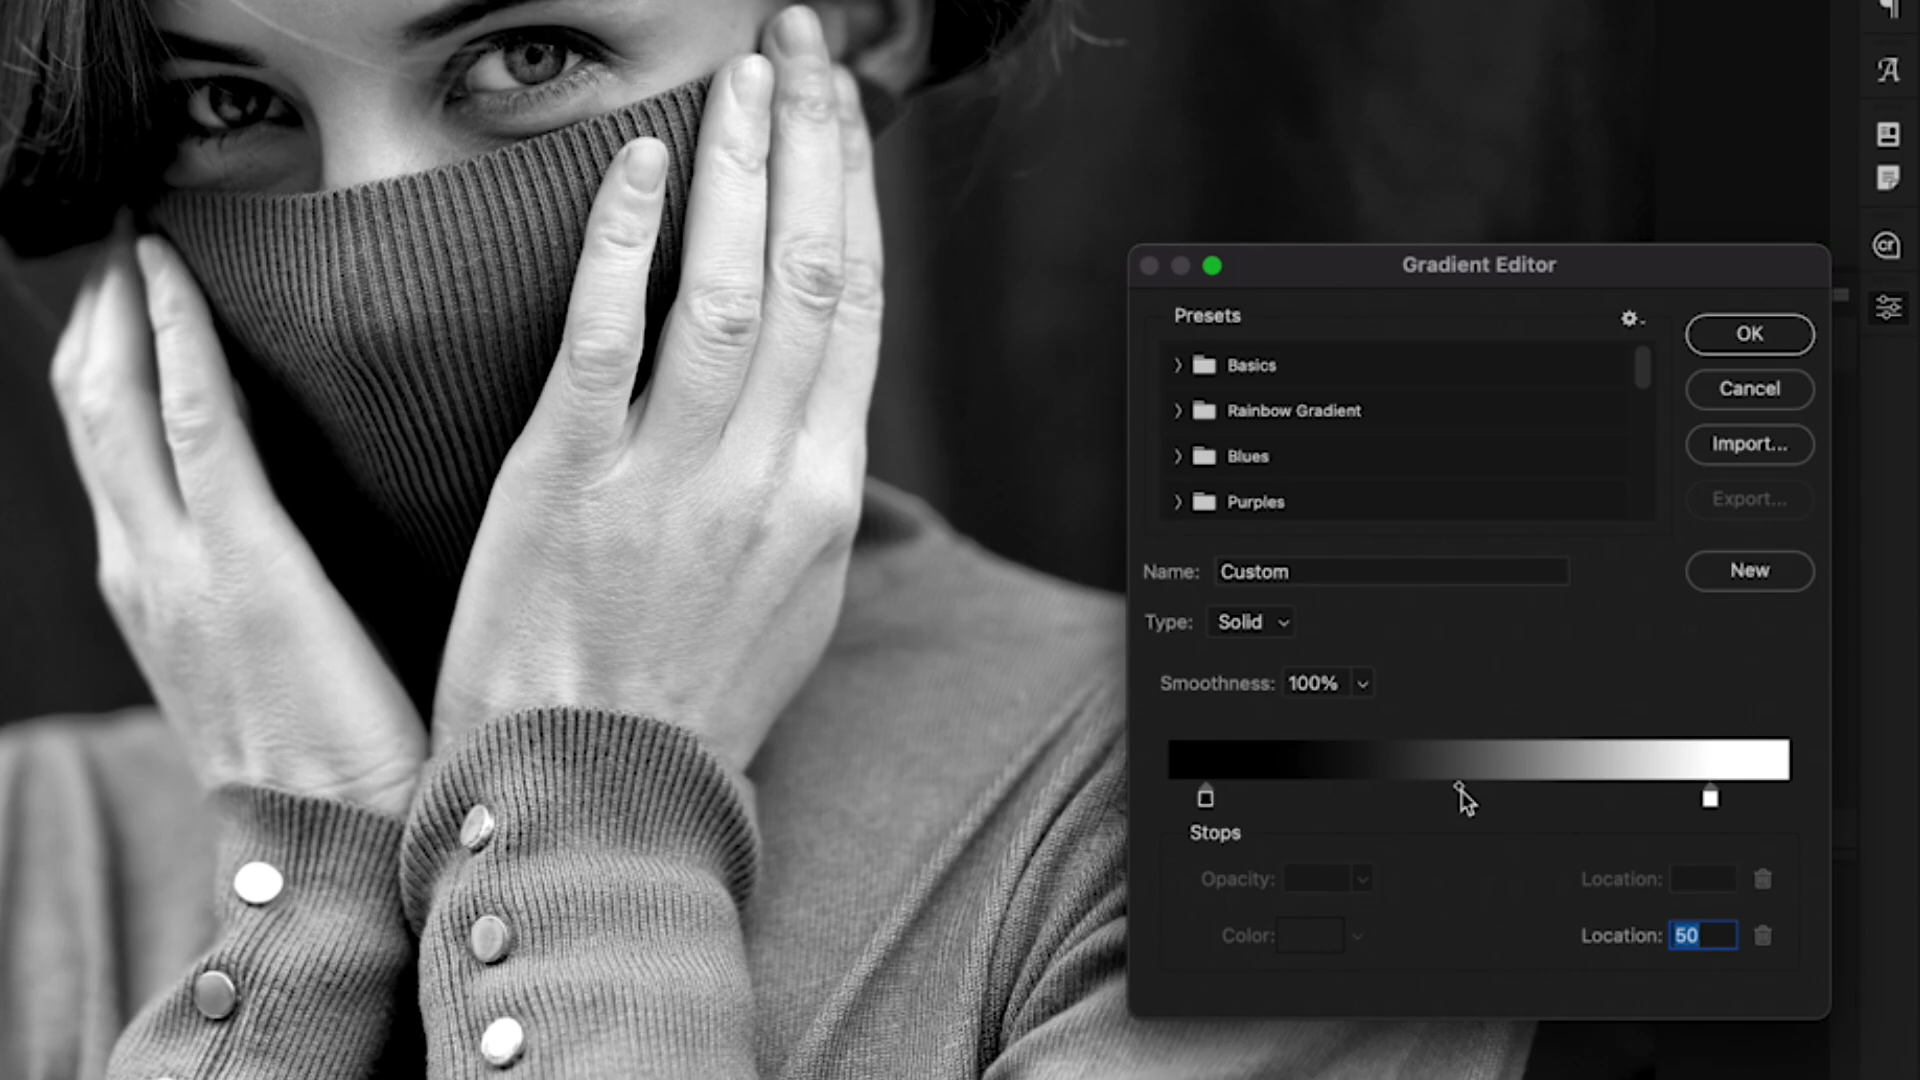 Gradient Editor
Presets
OK
Basics
Cancel
Rainbow Gradient
Import...
Blues
Purples
Export...
Name: Custom
New
Type: Solid
Smoothness: 100%
Stops
Opacity:
Location:
Color:
Location: 50